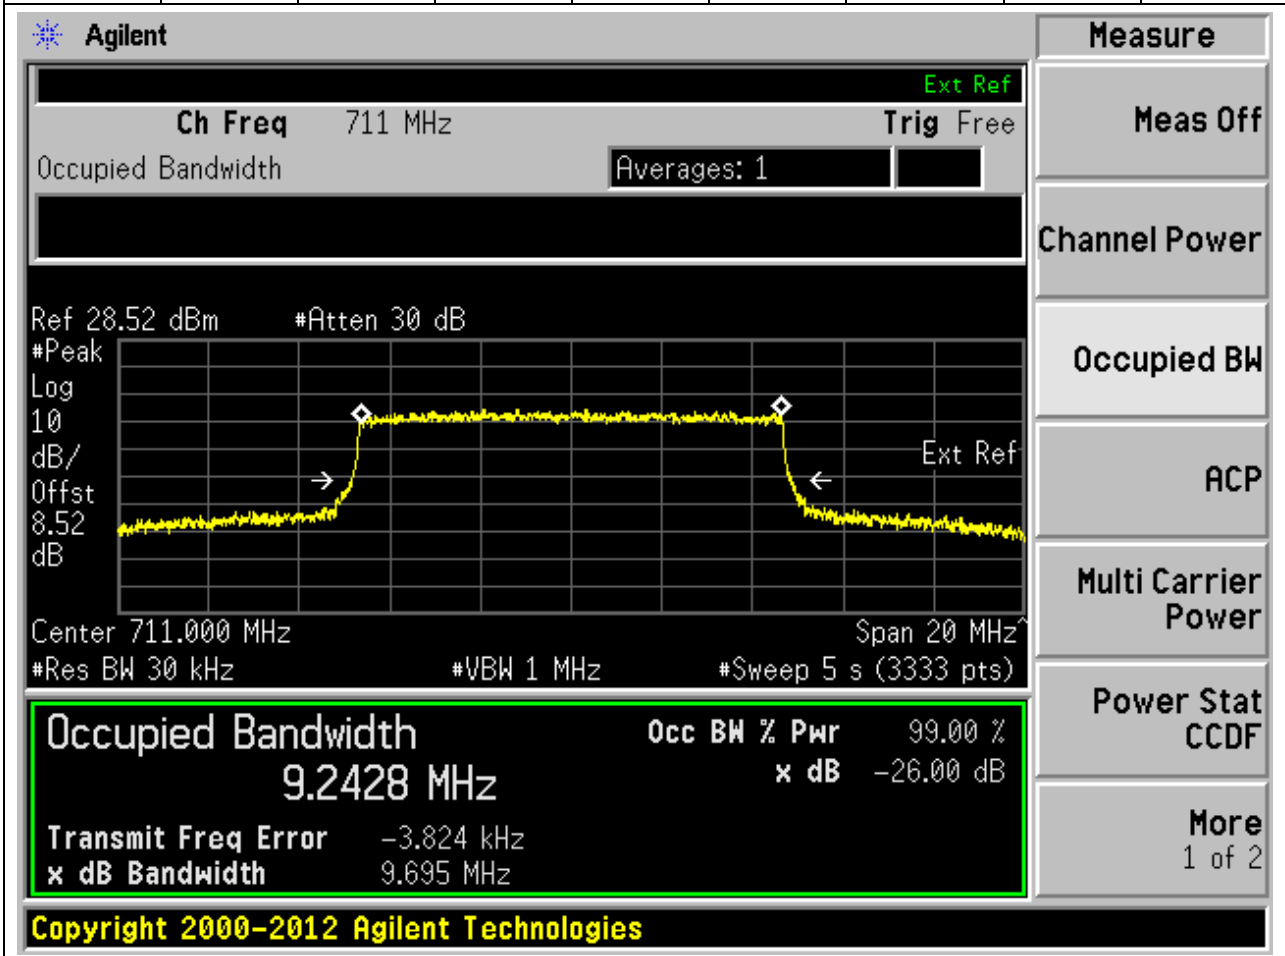 Agilent
Measure
Ext Ref
Ch Freq 711 MHz Trig Free
Meas Off
Occupied Bandwidth Averages: 1
Channel Power
Ref 28.52 dBm #Atten 30 dB
#Peak
Log
10
dB/
Offst
8.52
dB
Ext Ref
Occupied BW
ACP
Center 711.000 MHz Span 20 MHz^
#Res BW 30 kHz #VBW 1 MHz #Sweep 5 s (3333 pts)
Multi Carrier
Power
Occupied Bandwidth Occ BW % Pwr 99.00 %
9.2428 MHz x dB -26.00 dB
Transmit Freq Error -3.824 kHz
x dB Bandwidth 9.695 MHz
Power Stat
CCDF
More
1 of 2
Copyright 2000-2012 Agilent Technologies